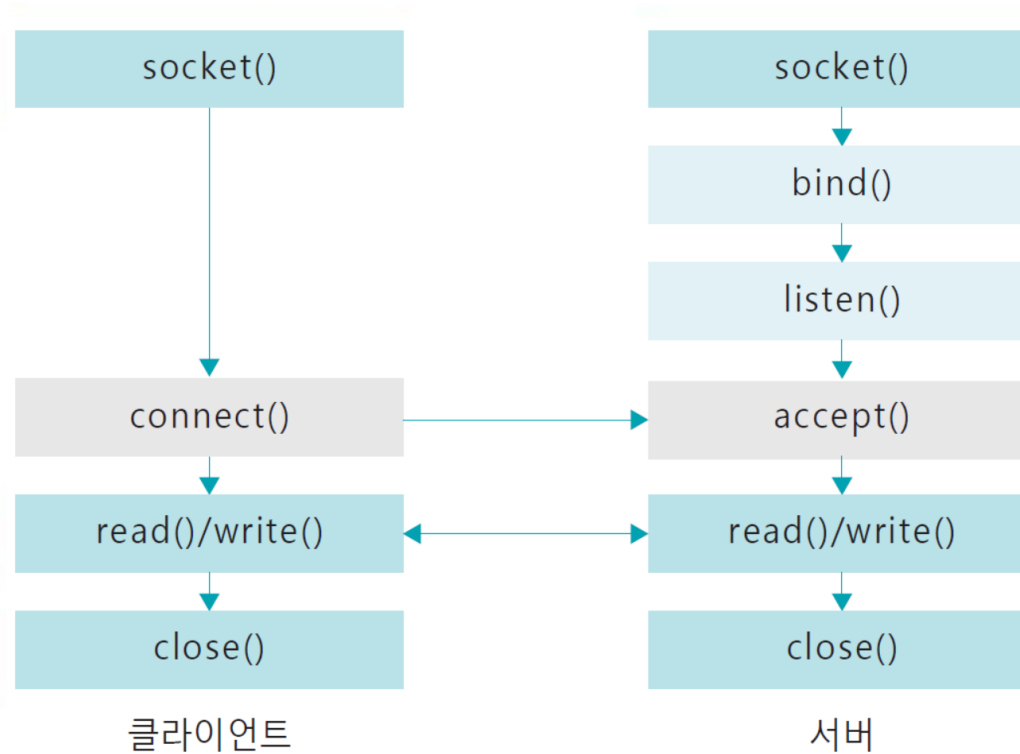 socket()
connect()
read()/write()
close()
클라이언트
socket()
bind()
listen()
accept()
read()/write()
close()
서버